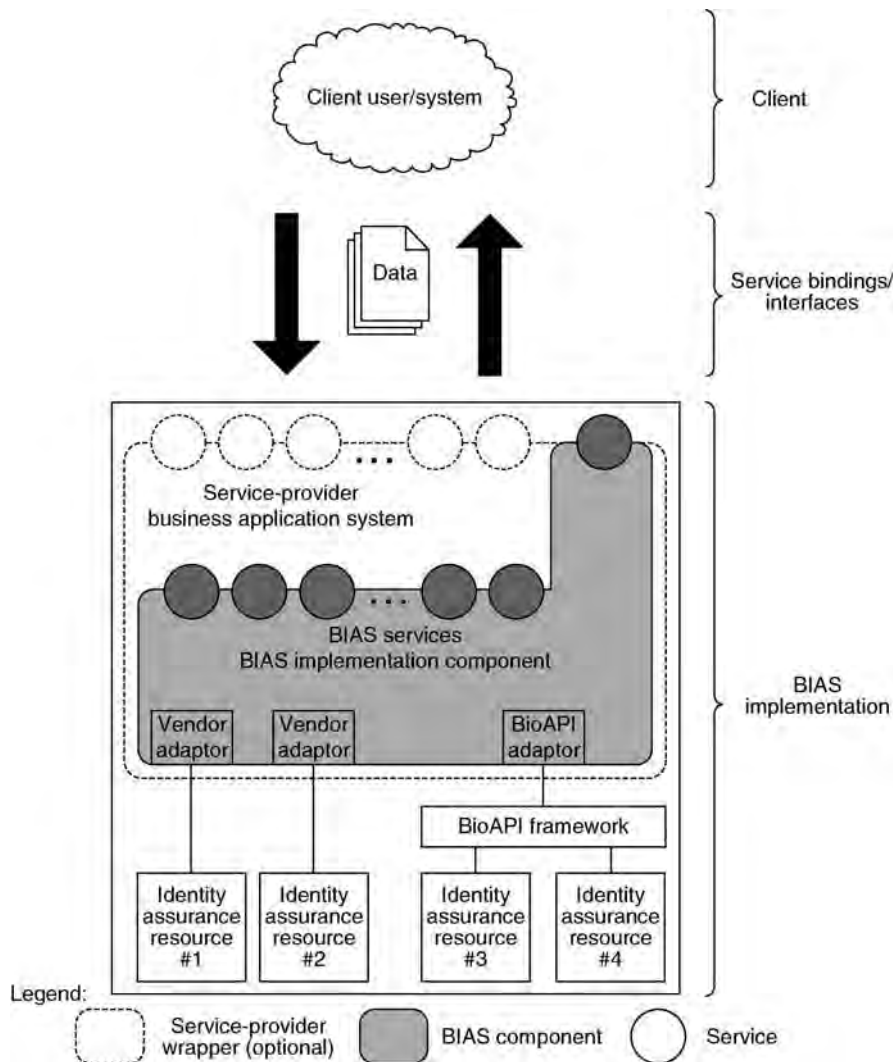 Client user/system
Client
Data
Service bindings/
interfaces
. . .
Service-provider
business application system
. . .
BIAS services
BIAS implementation component
BIAS
implementation
Vendor
adaptor
Vendor
adaptor
BioAPI
adaptor
BioAPI framework
Identity
assurance
resource
#1
Identity
assurance
resource
#2
Identity
assurance
resource
#3
Identity
assurance
resource
#4
Legend:
Service-provider
wrapper (optional)
BIAS component
Service